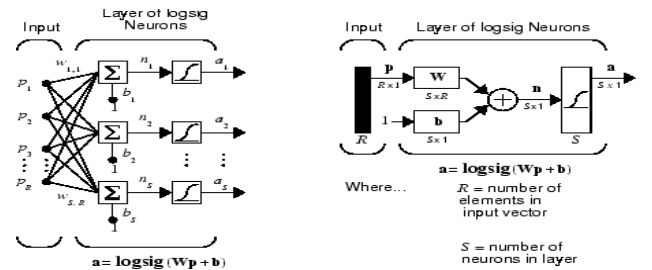 Input
Layer of logsig
Neurons
w1,1
n1
a1
p1
Σ
b1
1
p2
n2
a2
Σ
p3
b2
1
pR
nS
aS
Σ
wS, R
bS
1
a= logsig (Wp + b)
Input
Layer of logsig Neurons
p
W
n
a
R×1
S×R
S×1
S×1
1
b
R
S×1
S
a= logsig (Wp + b)
Where...
R = number of
elements in
input vector
S = number of
neurons in layer